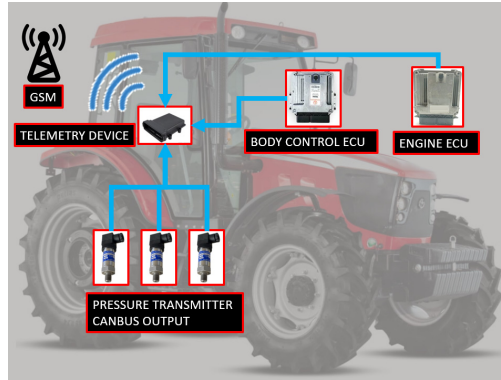 GSM
TELEMETRY DEVICE
BODY CONTROL ECU
ENGINE ECU
PRESSURE TRANSMITTER
CANBUS OUTPUT